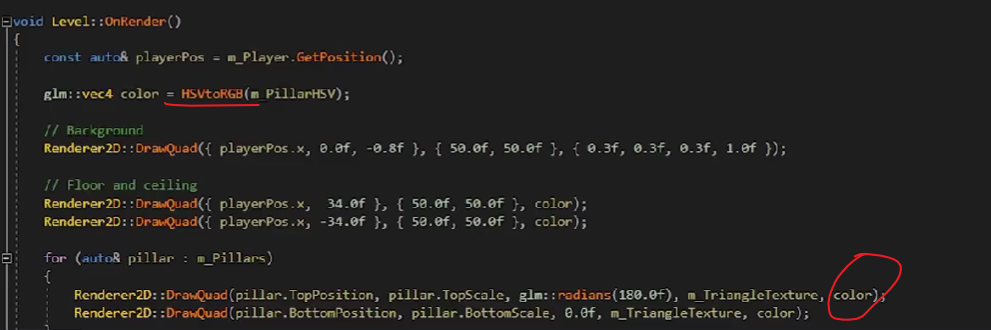 void Level::OnRender()
{
const auto& playerPos = m_Player.GetPosition();
glm::vec4 color = HSVtoRGB(m_PillarHSV);
// Background
Renderer2D::DrawQuad({ playerPos.x, 0.0f, -0.8f }, { 50.0f, 50.0f }, { 0.3f, 0.3f, 0.3f, 1.0f });
// Floor and ceiling
Renderer2D::DrawQuad({ playerPos.x,  34.0f }, { 50.0f, 50.0f }, color);
Renderer2D::DrawQuad({ playerPos.x, -34.0f }, { 50.0f, 50.0f }, color);
for (auto& pillar : m_Pillars)
{
Renderer2D::DrawQuad(pillar.TopPosition, pillar.TopScale, glm::radians(180.0f), m_TriangleTexture, color);
Renderer2D::DrawQuad(pillar.BottomPosition, pillar.BottomScale, 0.0f, m_TriangleTexture, color);